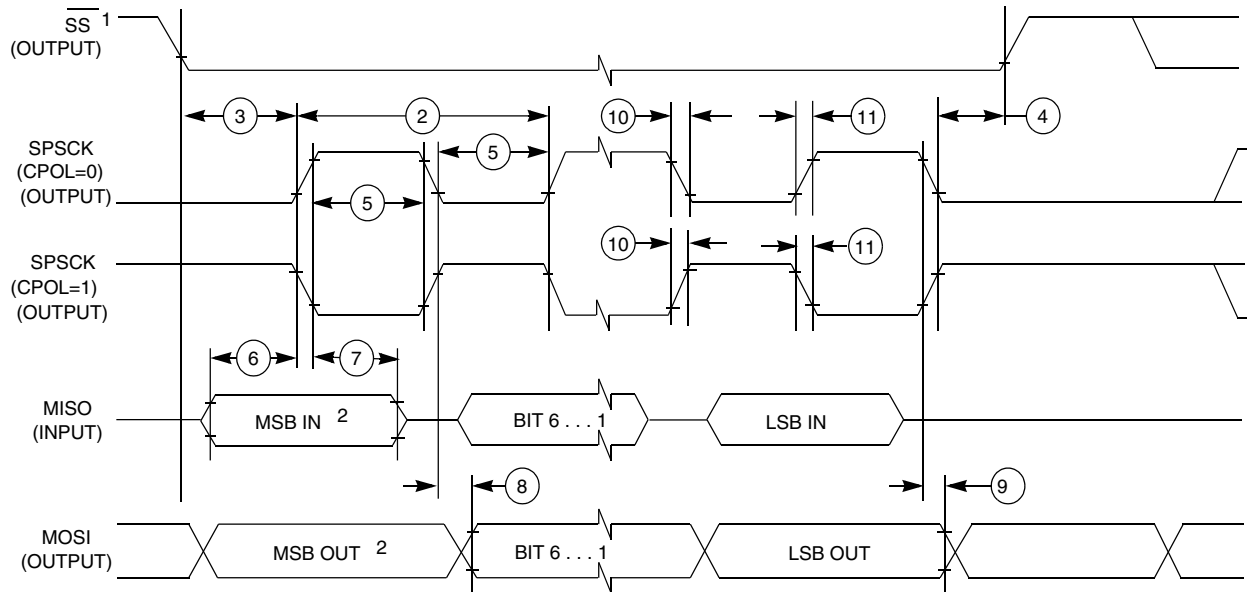 SS 1
(OUTPUT)
3
2
10
11
4
SPSCK
(CPOL=0)
(OUTPUT)
5
5
10
11
SPSCK
(CPOL=1)
(OUTPUT)
6
7
MISO
(INPUT)
MSB IN 2
BIT 6 . . . 1
LSB IN
8
9
MOSI
(OUTPUT)
MSB OUT 2
BIT 6 . . . 1
LSB OUT